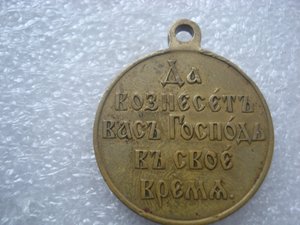 Да
вознесетъ
васъ Господь
въ свое
время.